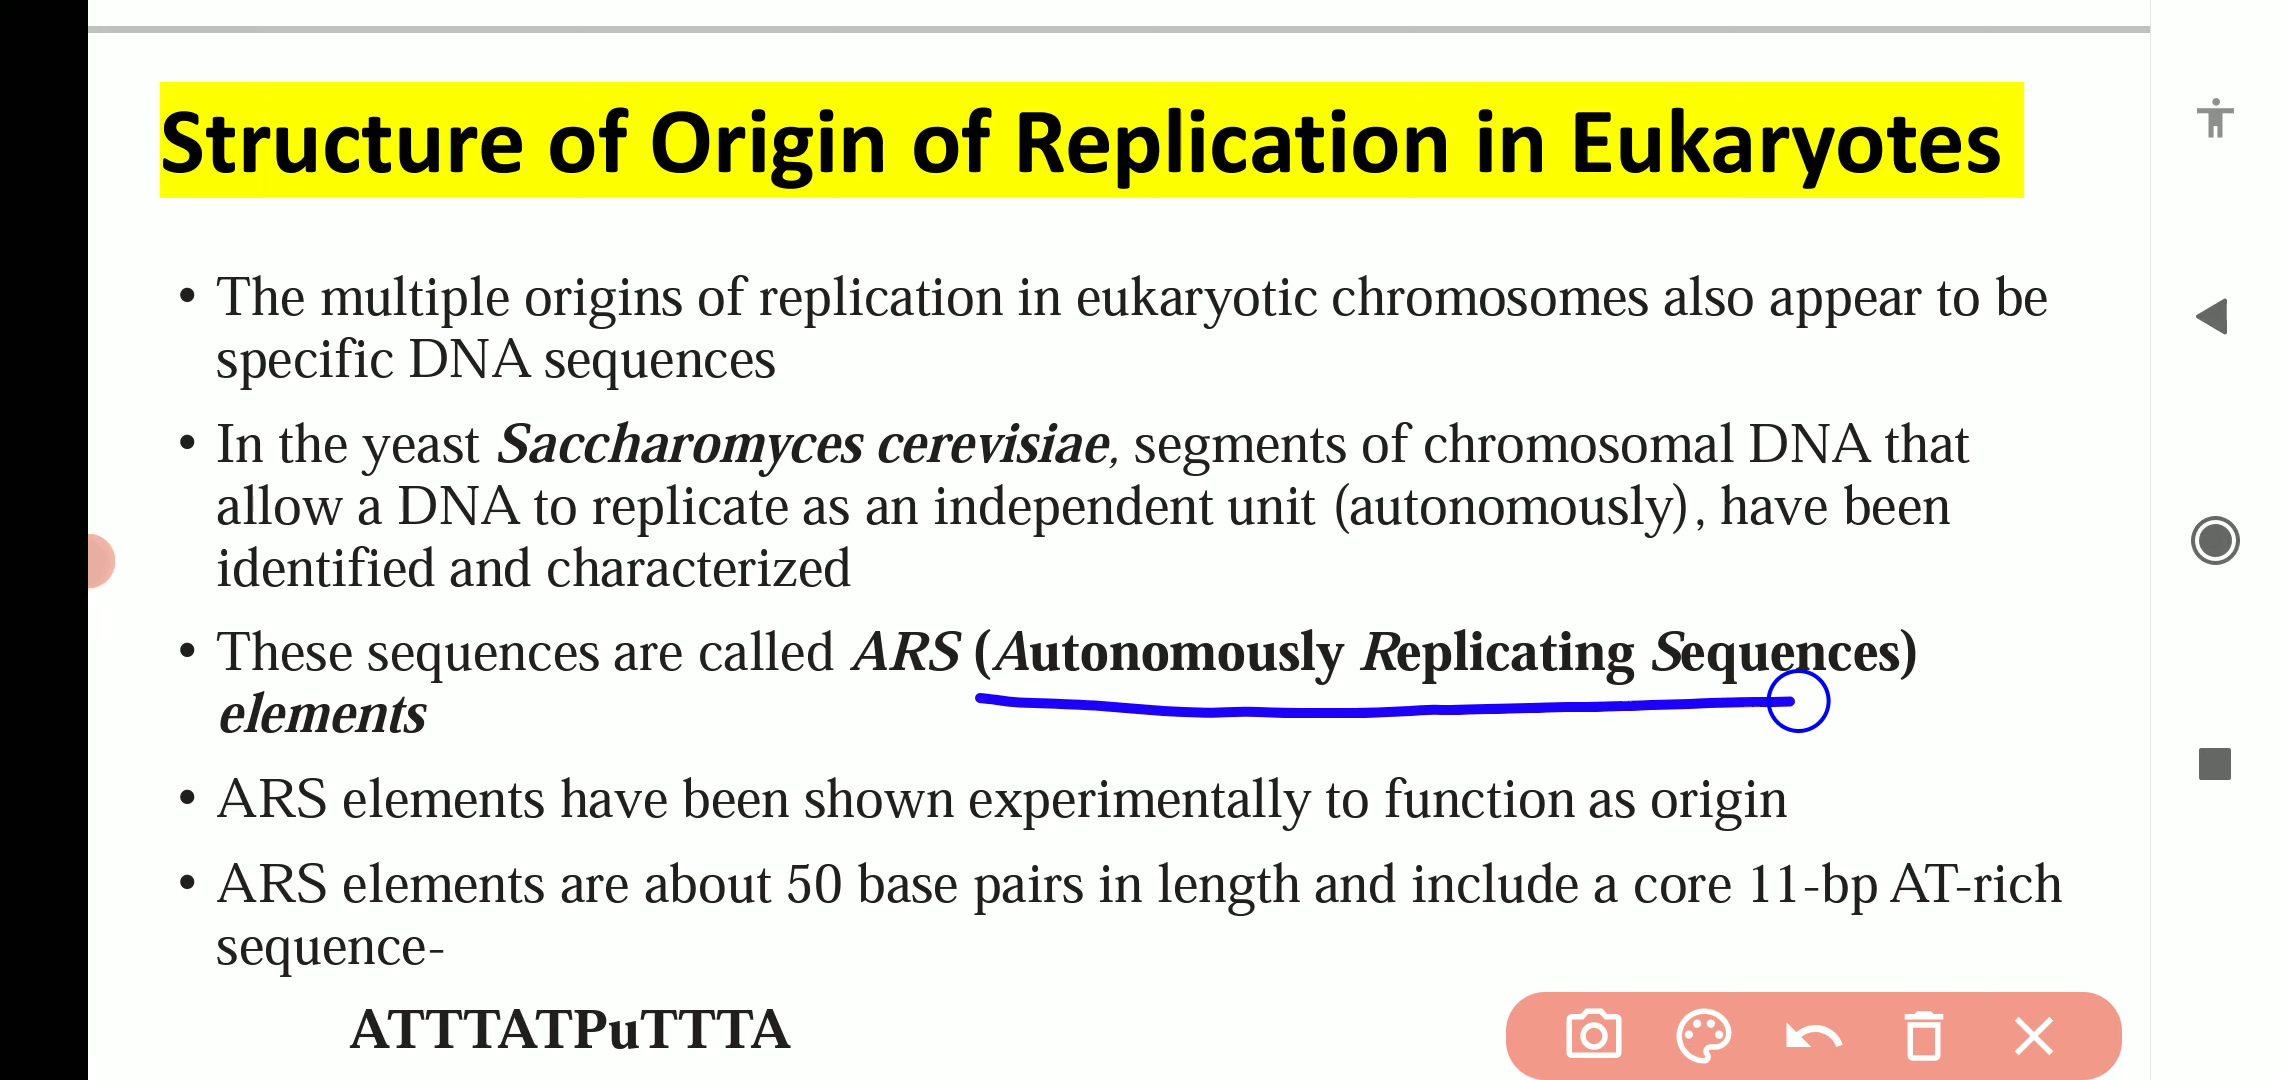 Structure of Origin of Replication in Eukaryotes
• The multiple origins of replication in eukaryotic chromosomes also appear to be
specific DNA sequences
• In the yeast Saccharomyces cerevisiae, segments of chromosomal DNA that
allow a DNA to replicate as an independent unit (autonomously), have been
identified and characterized
• These sequences are called ARS (Autonomously Replicating Sequences)
elements
• ARS elements have been shown experimentally to function as origin
• ARS elements are about 50 base pairs in length and include a core 11-bp AT-rich
sequence-
ATTTATPuTTTA